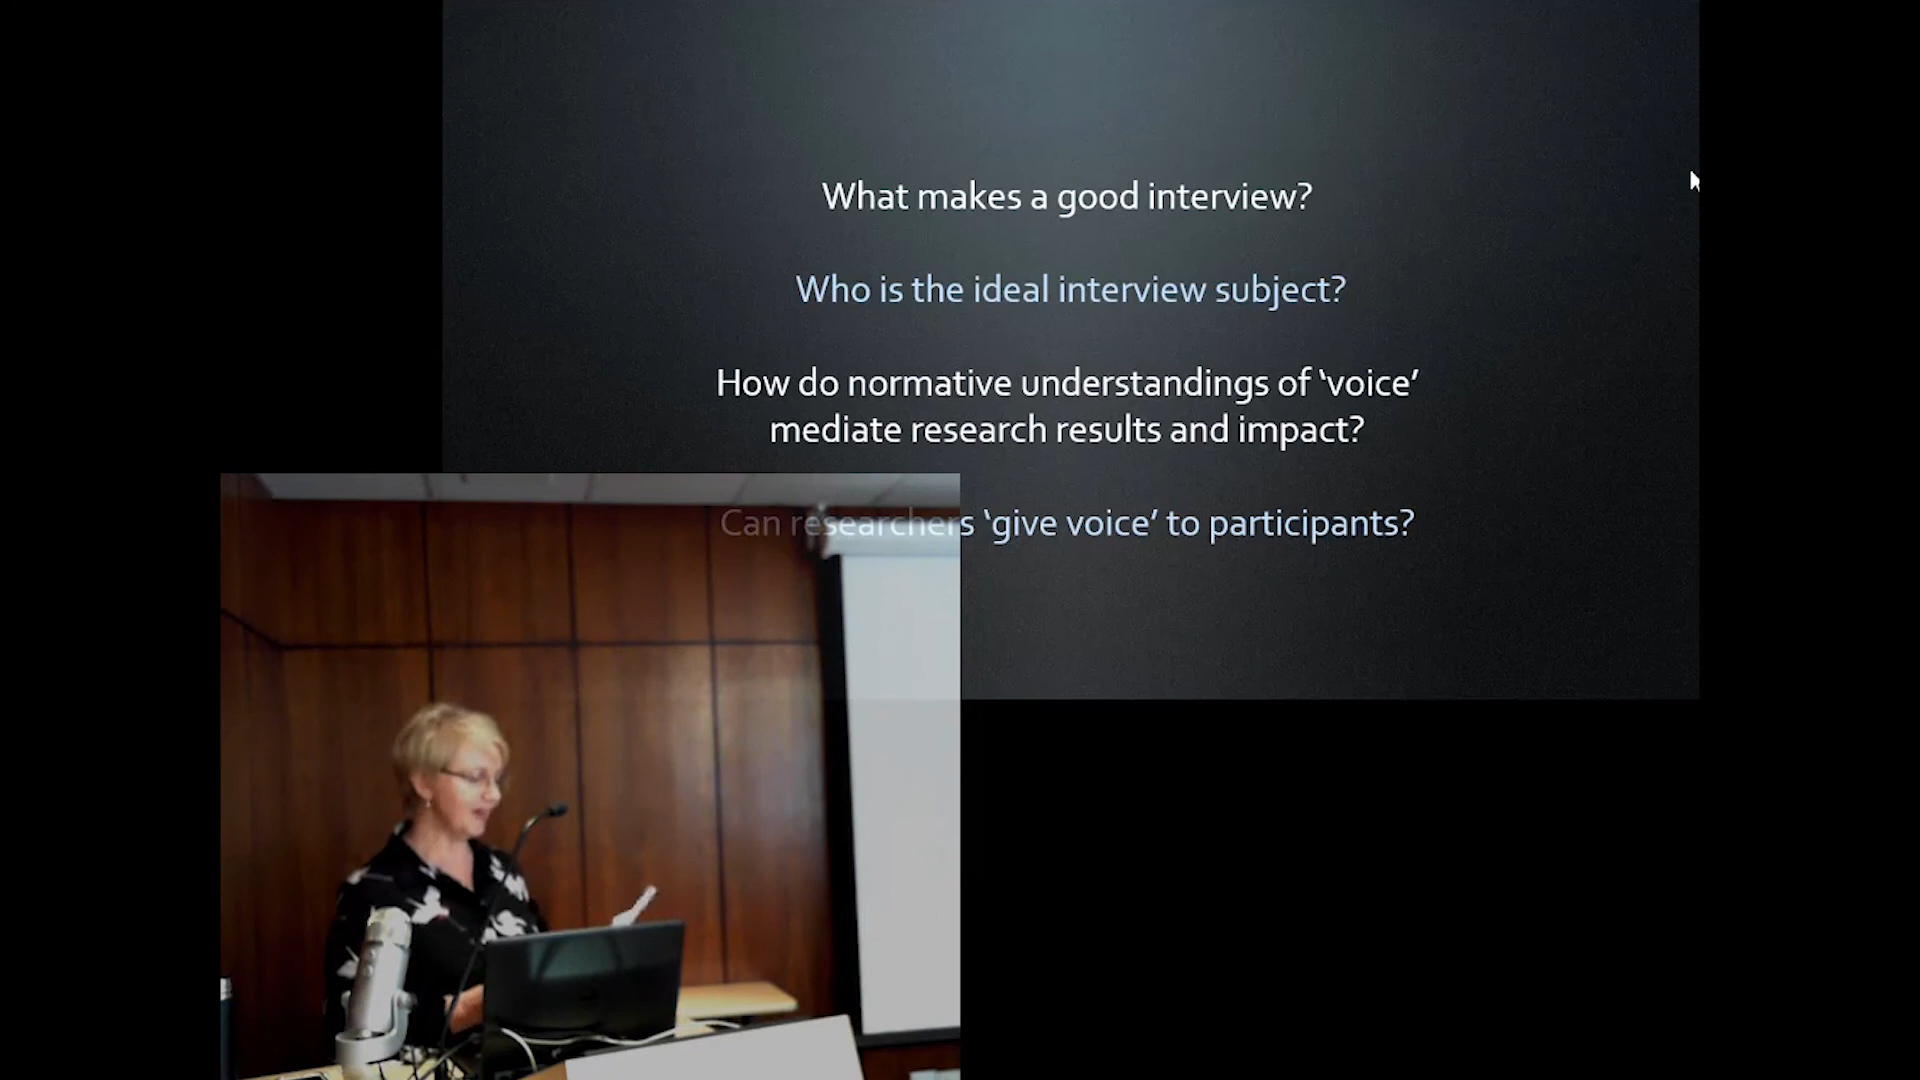 What makes a good interview?
Who is the ideal interview subject?
How do normative understandings of ‘voice’
mediate research results and impact?
Can researchers ‘give voice’ to participants?